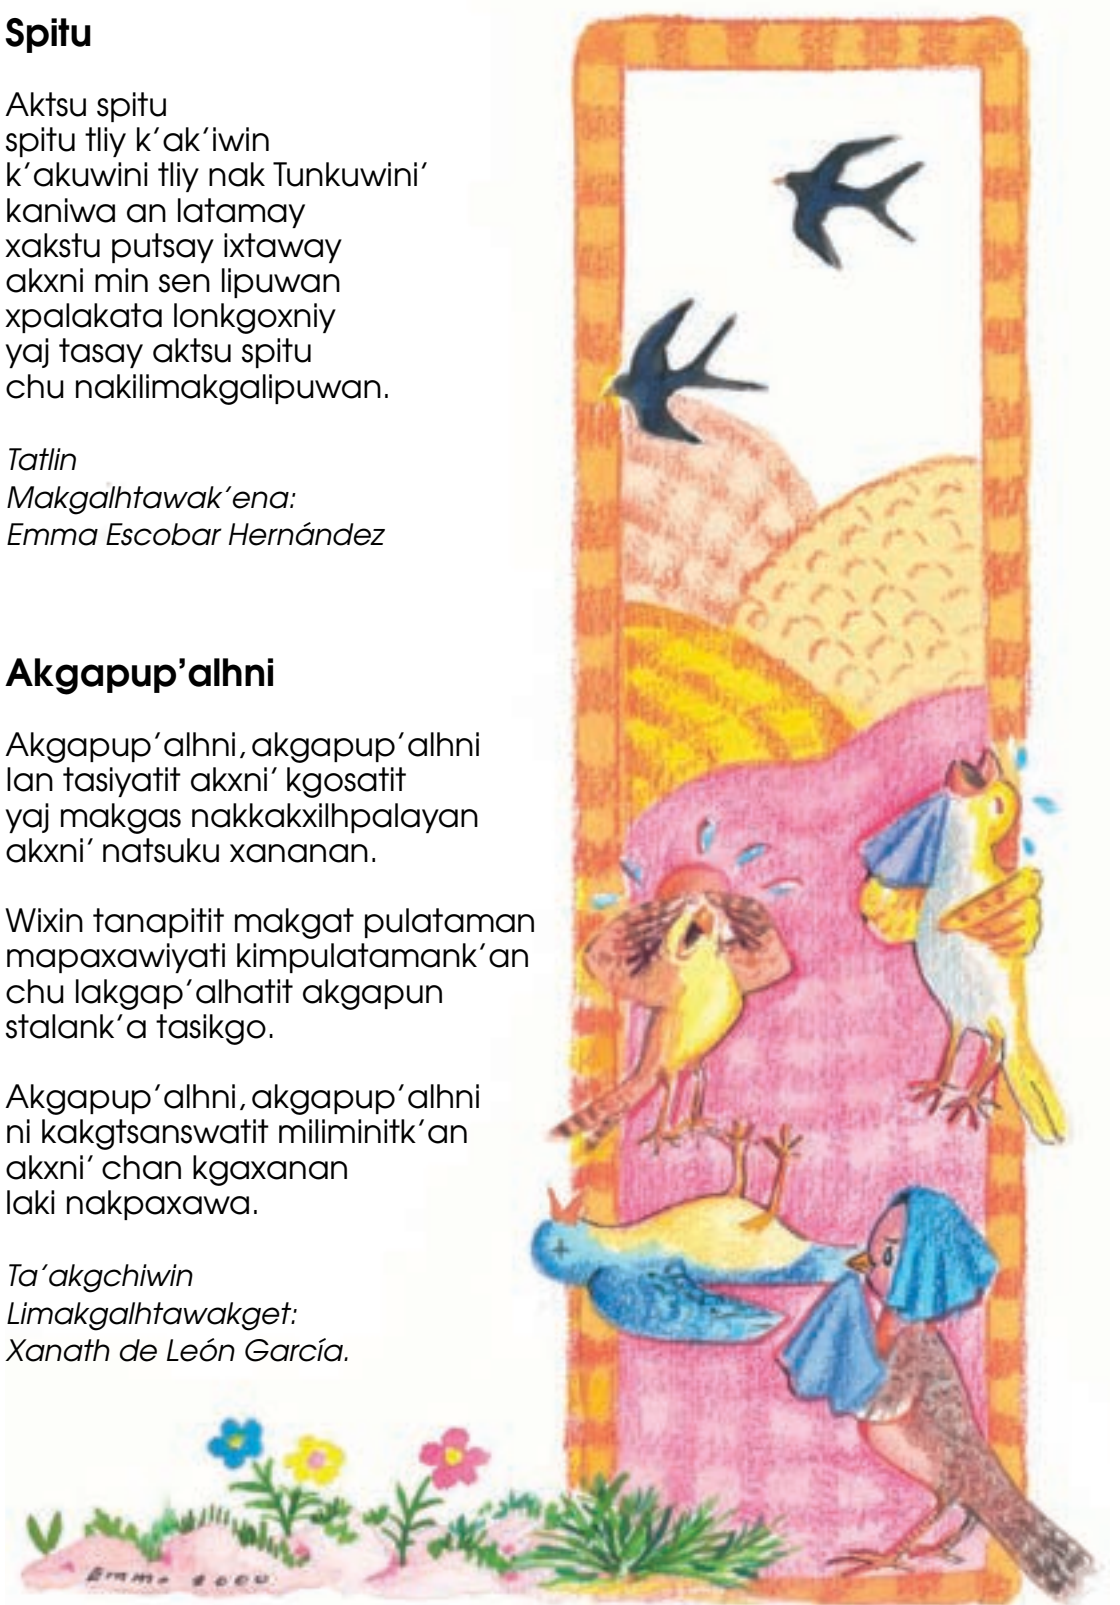 Spitu
Aktsu spitu
spitu tliy k’ak’iwin
k’akuwini tliy nak Tunkuwini’
kaniwa an latamay
xakstu putsay ixtaway
akxni min sen lipuwan
xpalakata lonkgoxniy
yaj tasay aktsu spitu
chu nakilimakgalipuwan.
Tatlin
Makgalhtawak’ena:
Emma Escobar Hernández
Akgapup’alhni
Akgapup’alhni, akgapup’alhni
lan tasiyatit akxni’ kgosatit
yaj makgas nakkakxilhpalayan
akxni’ natsuku xananan.
Wixin tanapitit makgat pulataman
mapaxawiyati kimpulatamank’an
chu lakgap’alhatit akgapun
stalank’a tasikgo.
Akgapup’alhni, akgapup’alhni
ni kakgtsanswatit miliminitk’an
akxni’ chan kgaxanan
laki nakpaxawa.
Ta’akgchiwin
Limakgalhtawakget:
Xanath de León García.
Emma 2000